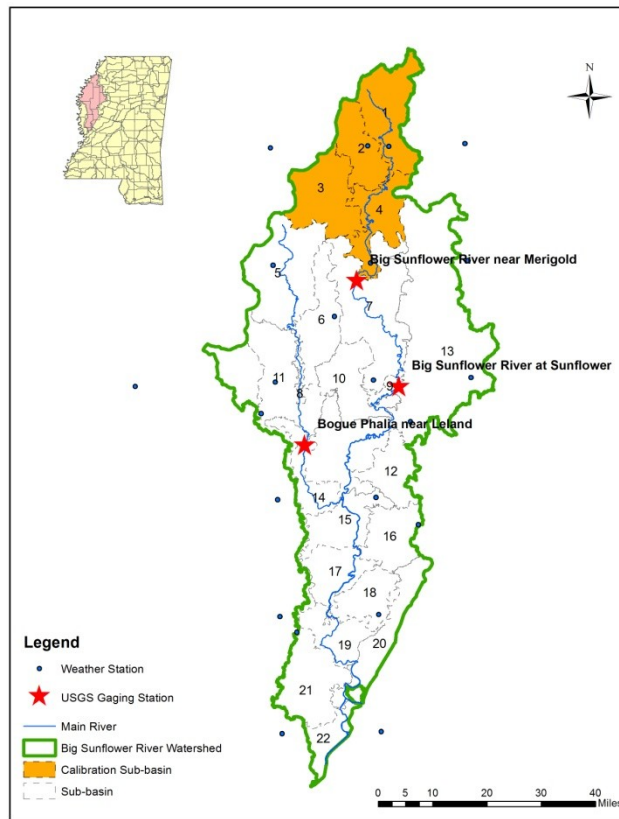 N
1
2
3
4
Big Sunflower River near Merigold
5
7
6
13
Big Sunflower River at Sunflower
11
10
9
8
Bogue Phalia near Leland
12
14
15
16
17
18
19
20
21
22
Legend
Weather Station
USGS Gaging Station
Main River
Big Sunflower River Watershed
Calibration Sub-basin
Sub-basin
0 5 10 20 30 40
Miles